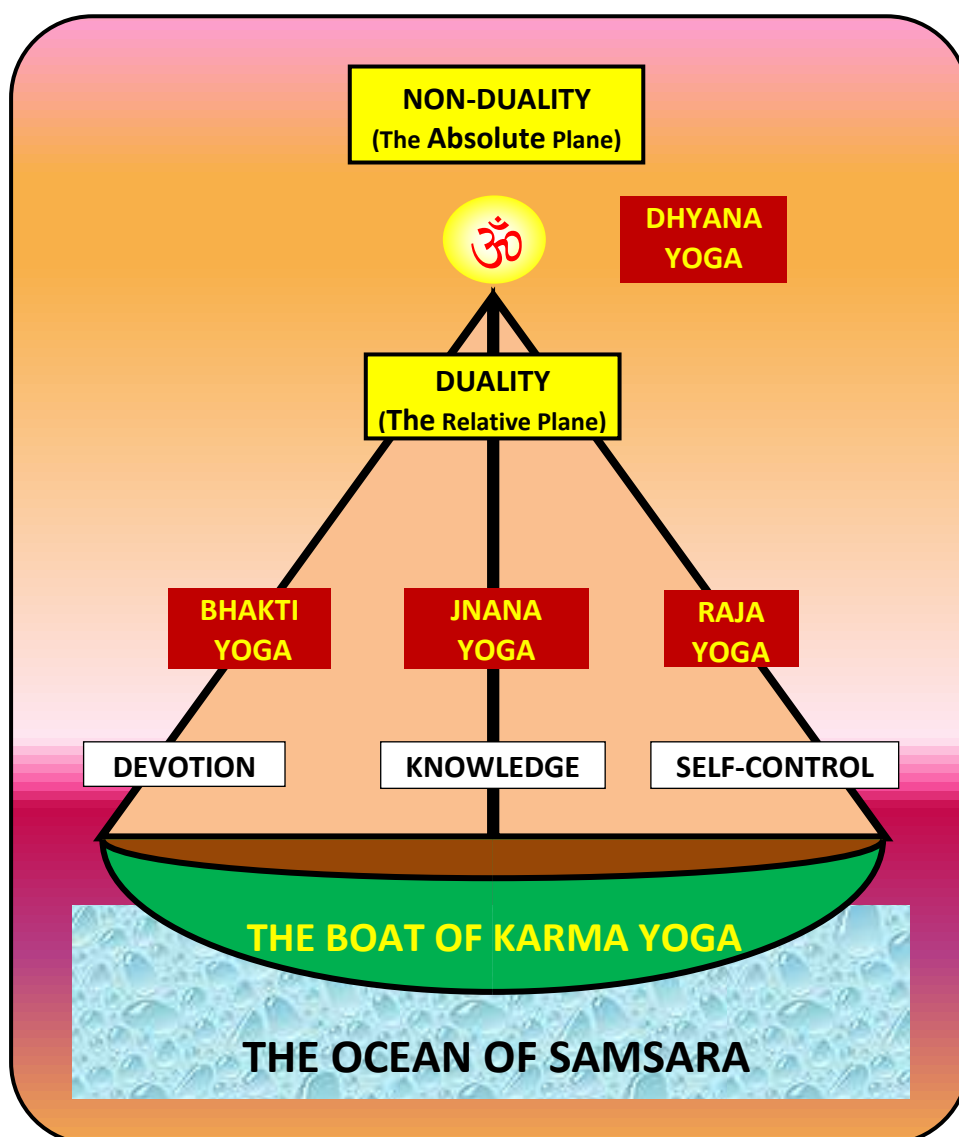 NON-DUALITY
(The Absolute Plane)
ॐ
DHYANA
YOGA
DUALITY
(The Relative Plane)
BHAKTI
YOGA
JNANA
YOGA
RAJA
YOGA
DEVOTION
KNOWLEDGE
SELF-CONTROL
THE BOAT OF KARMA YOGA
THE OCEAN OF SAMSARA